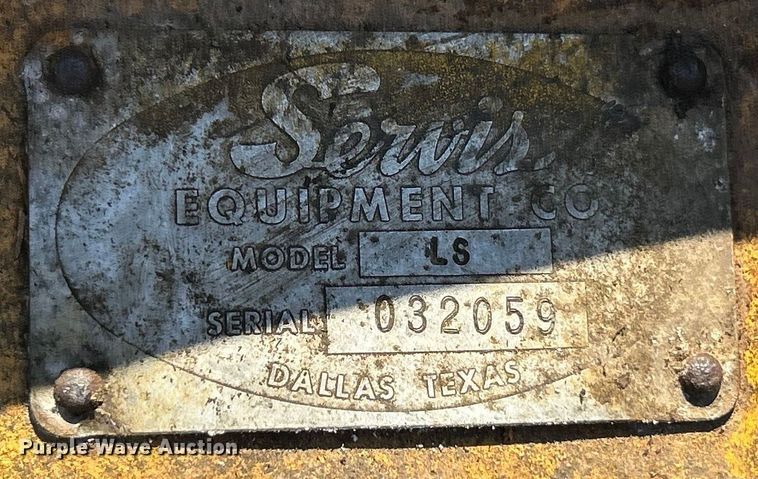 Servis
EQUIPMENT CO
MODEL LS
SERIAL 032059
DALLAS TEXAS
Purple Wave Auction